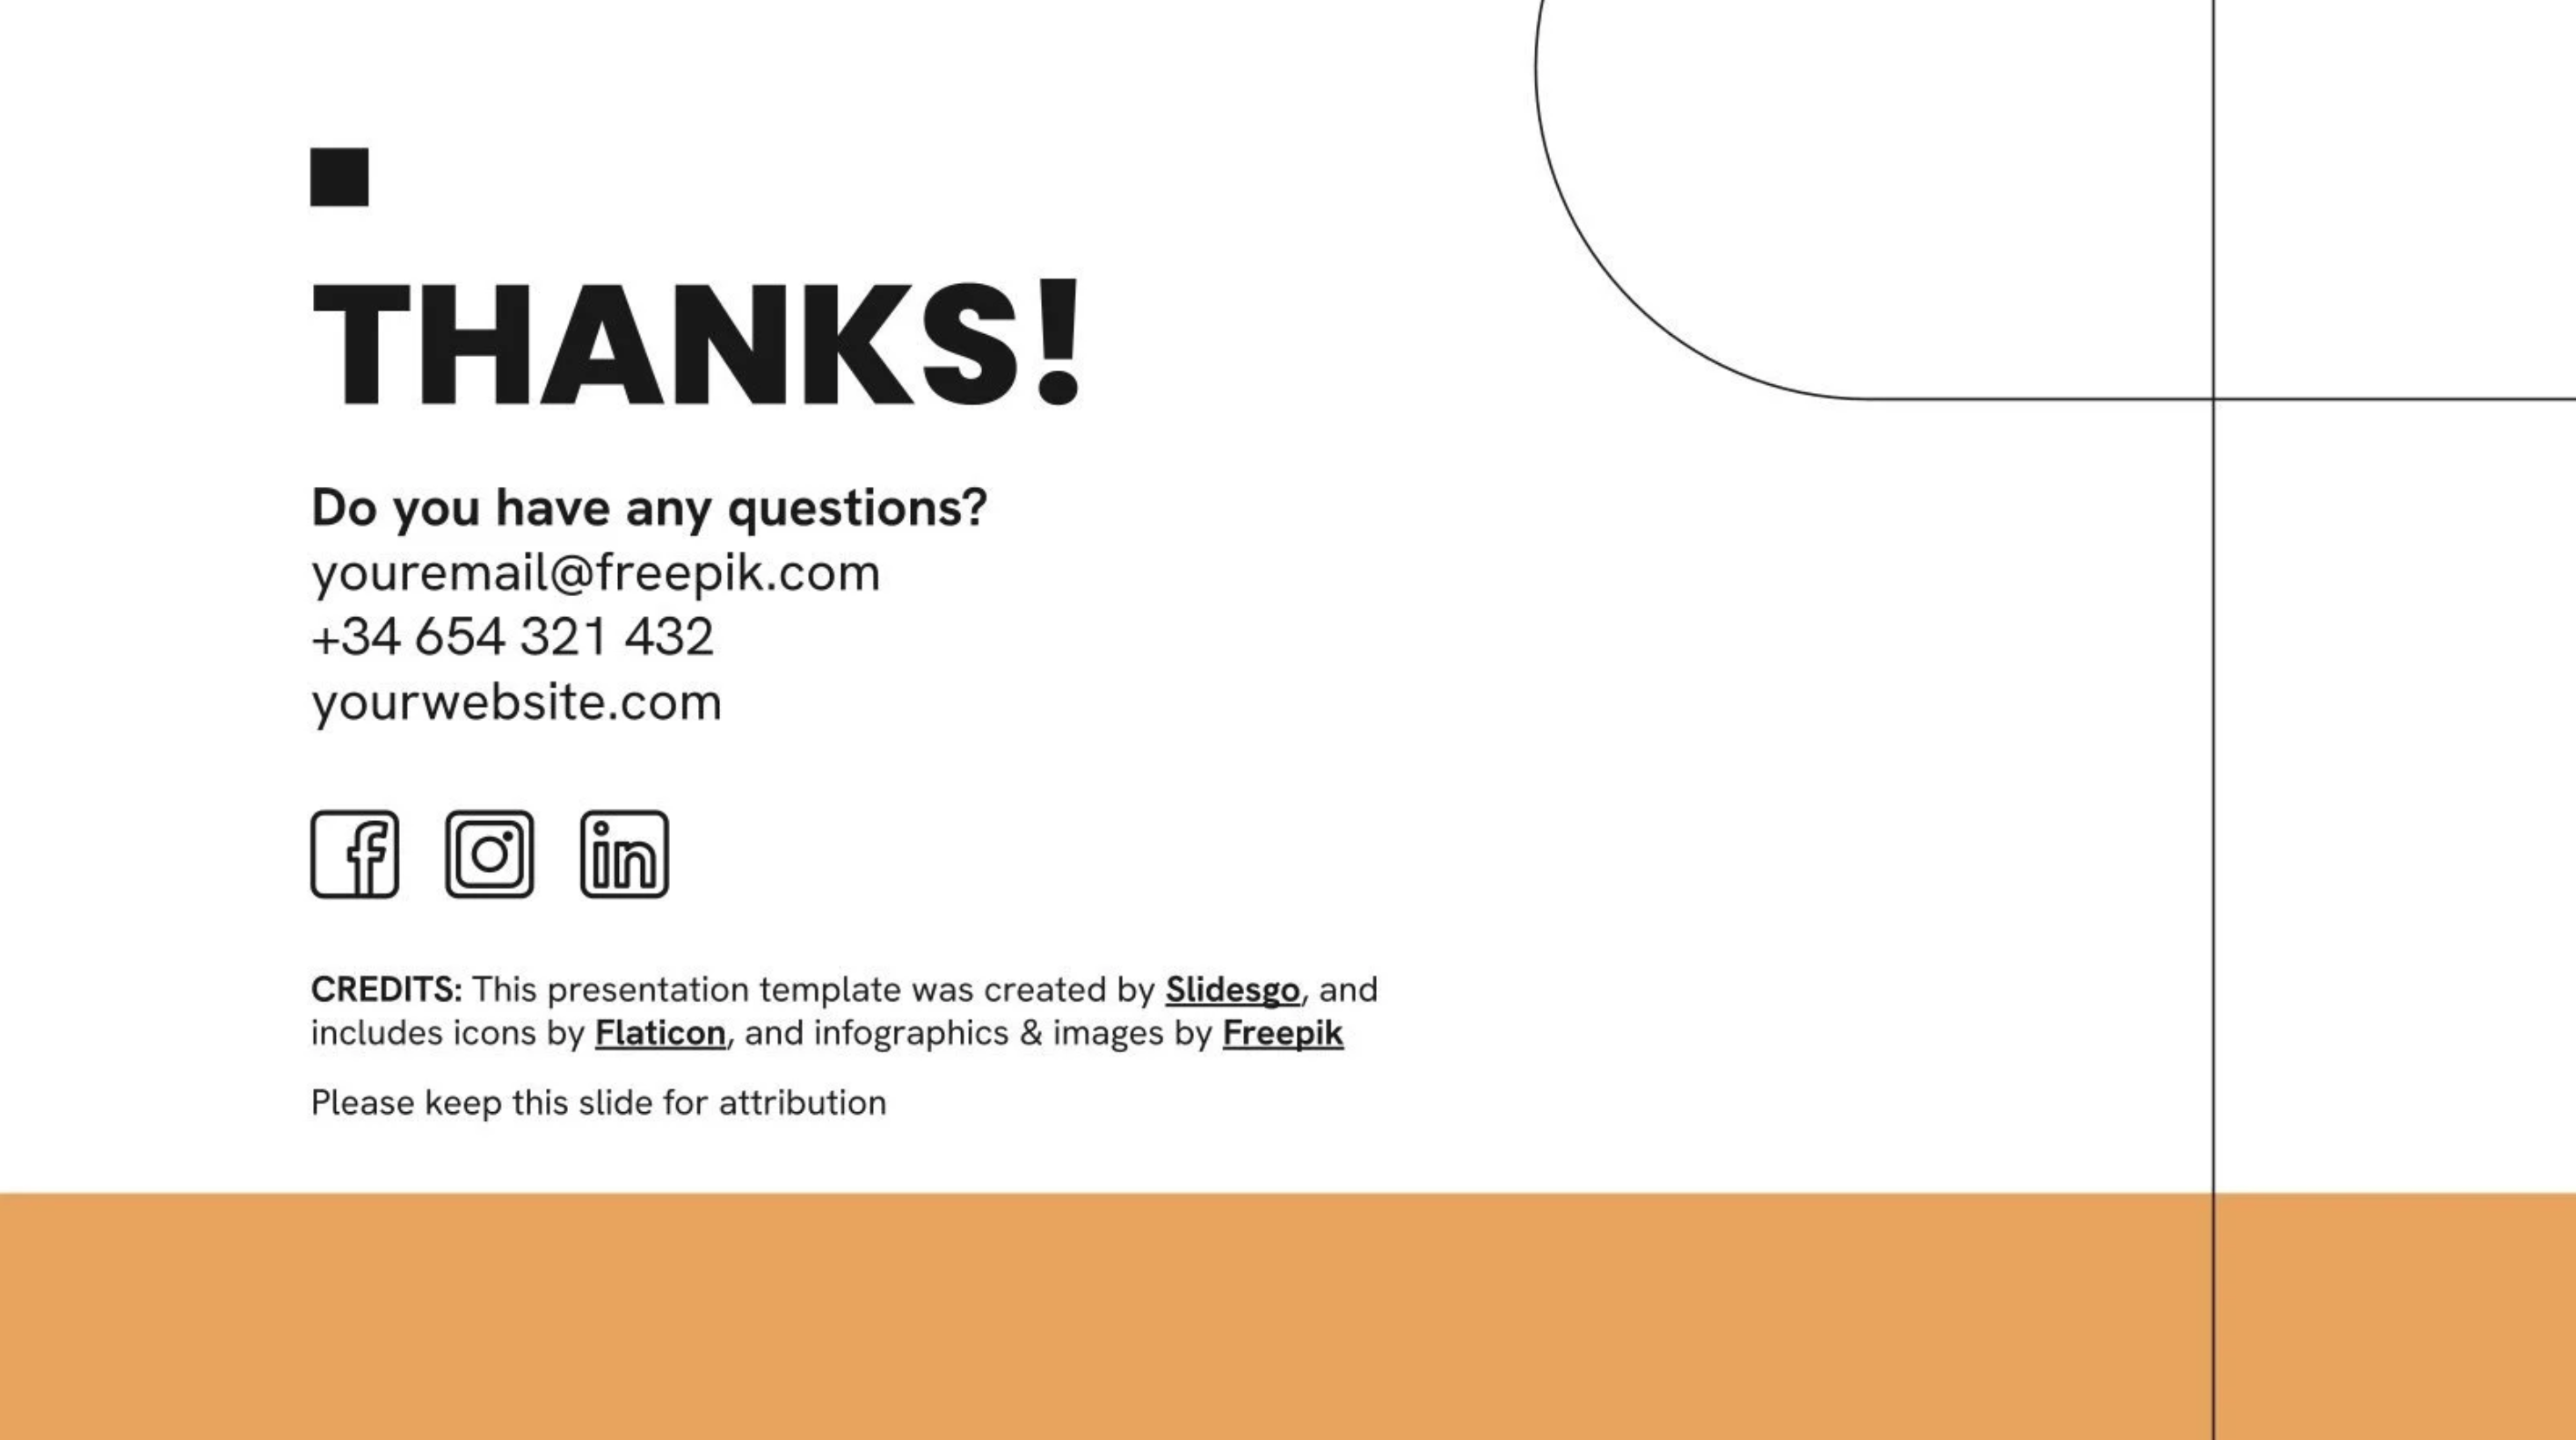 THANKS!
Do you have any questions?
youremail@freepik.com
+34 654 321 432
yourwebsite.com
CREDITS: This presentation template was created by Slidesgo, and
includes icons by Flaticon, and infographics & images by Freepik
Please keep this slide for attribution